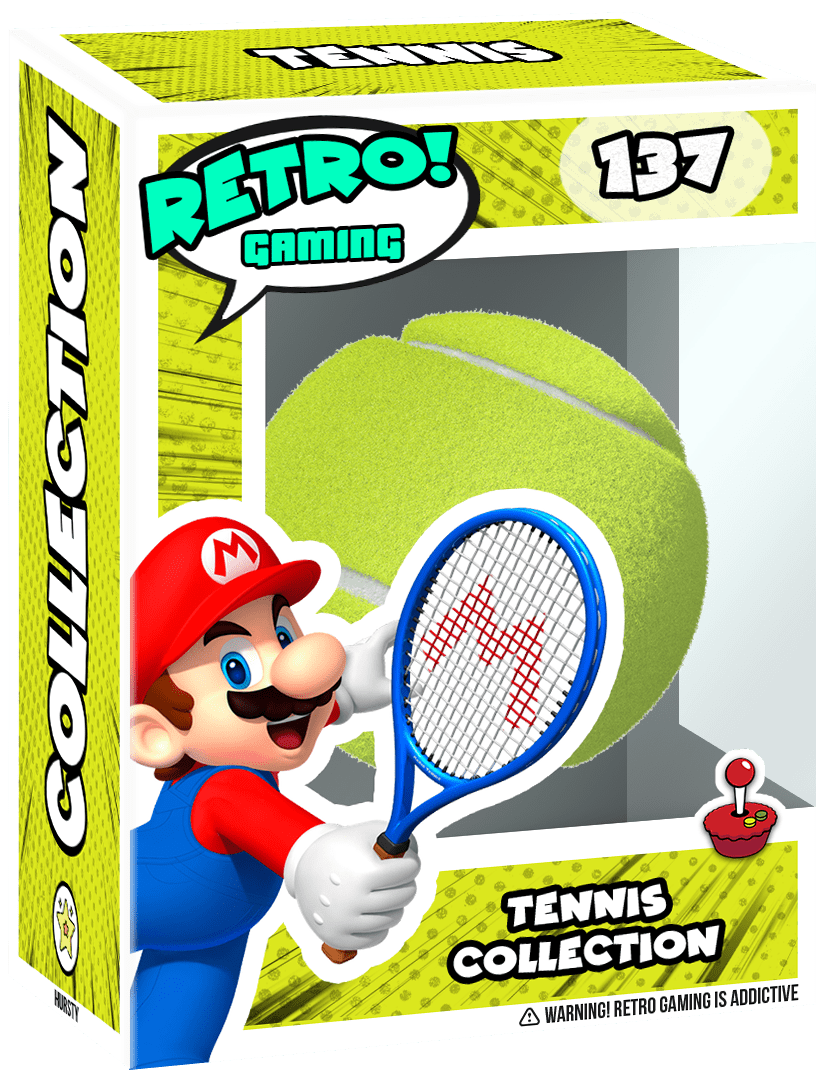 TENNIS
RETRO!
GAMING
137
COLLECTION
M
M
TENNIS
COLLECTION
⚠ WARNING! RETRO GAMING IS ADDICTIVE
HURSTY